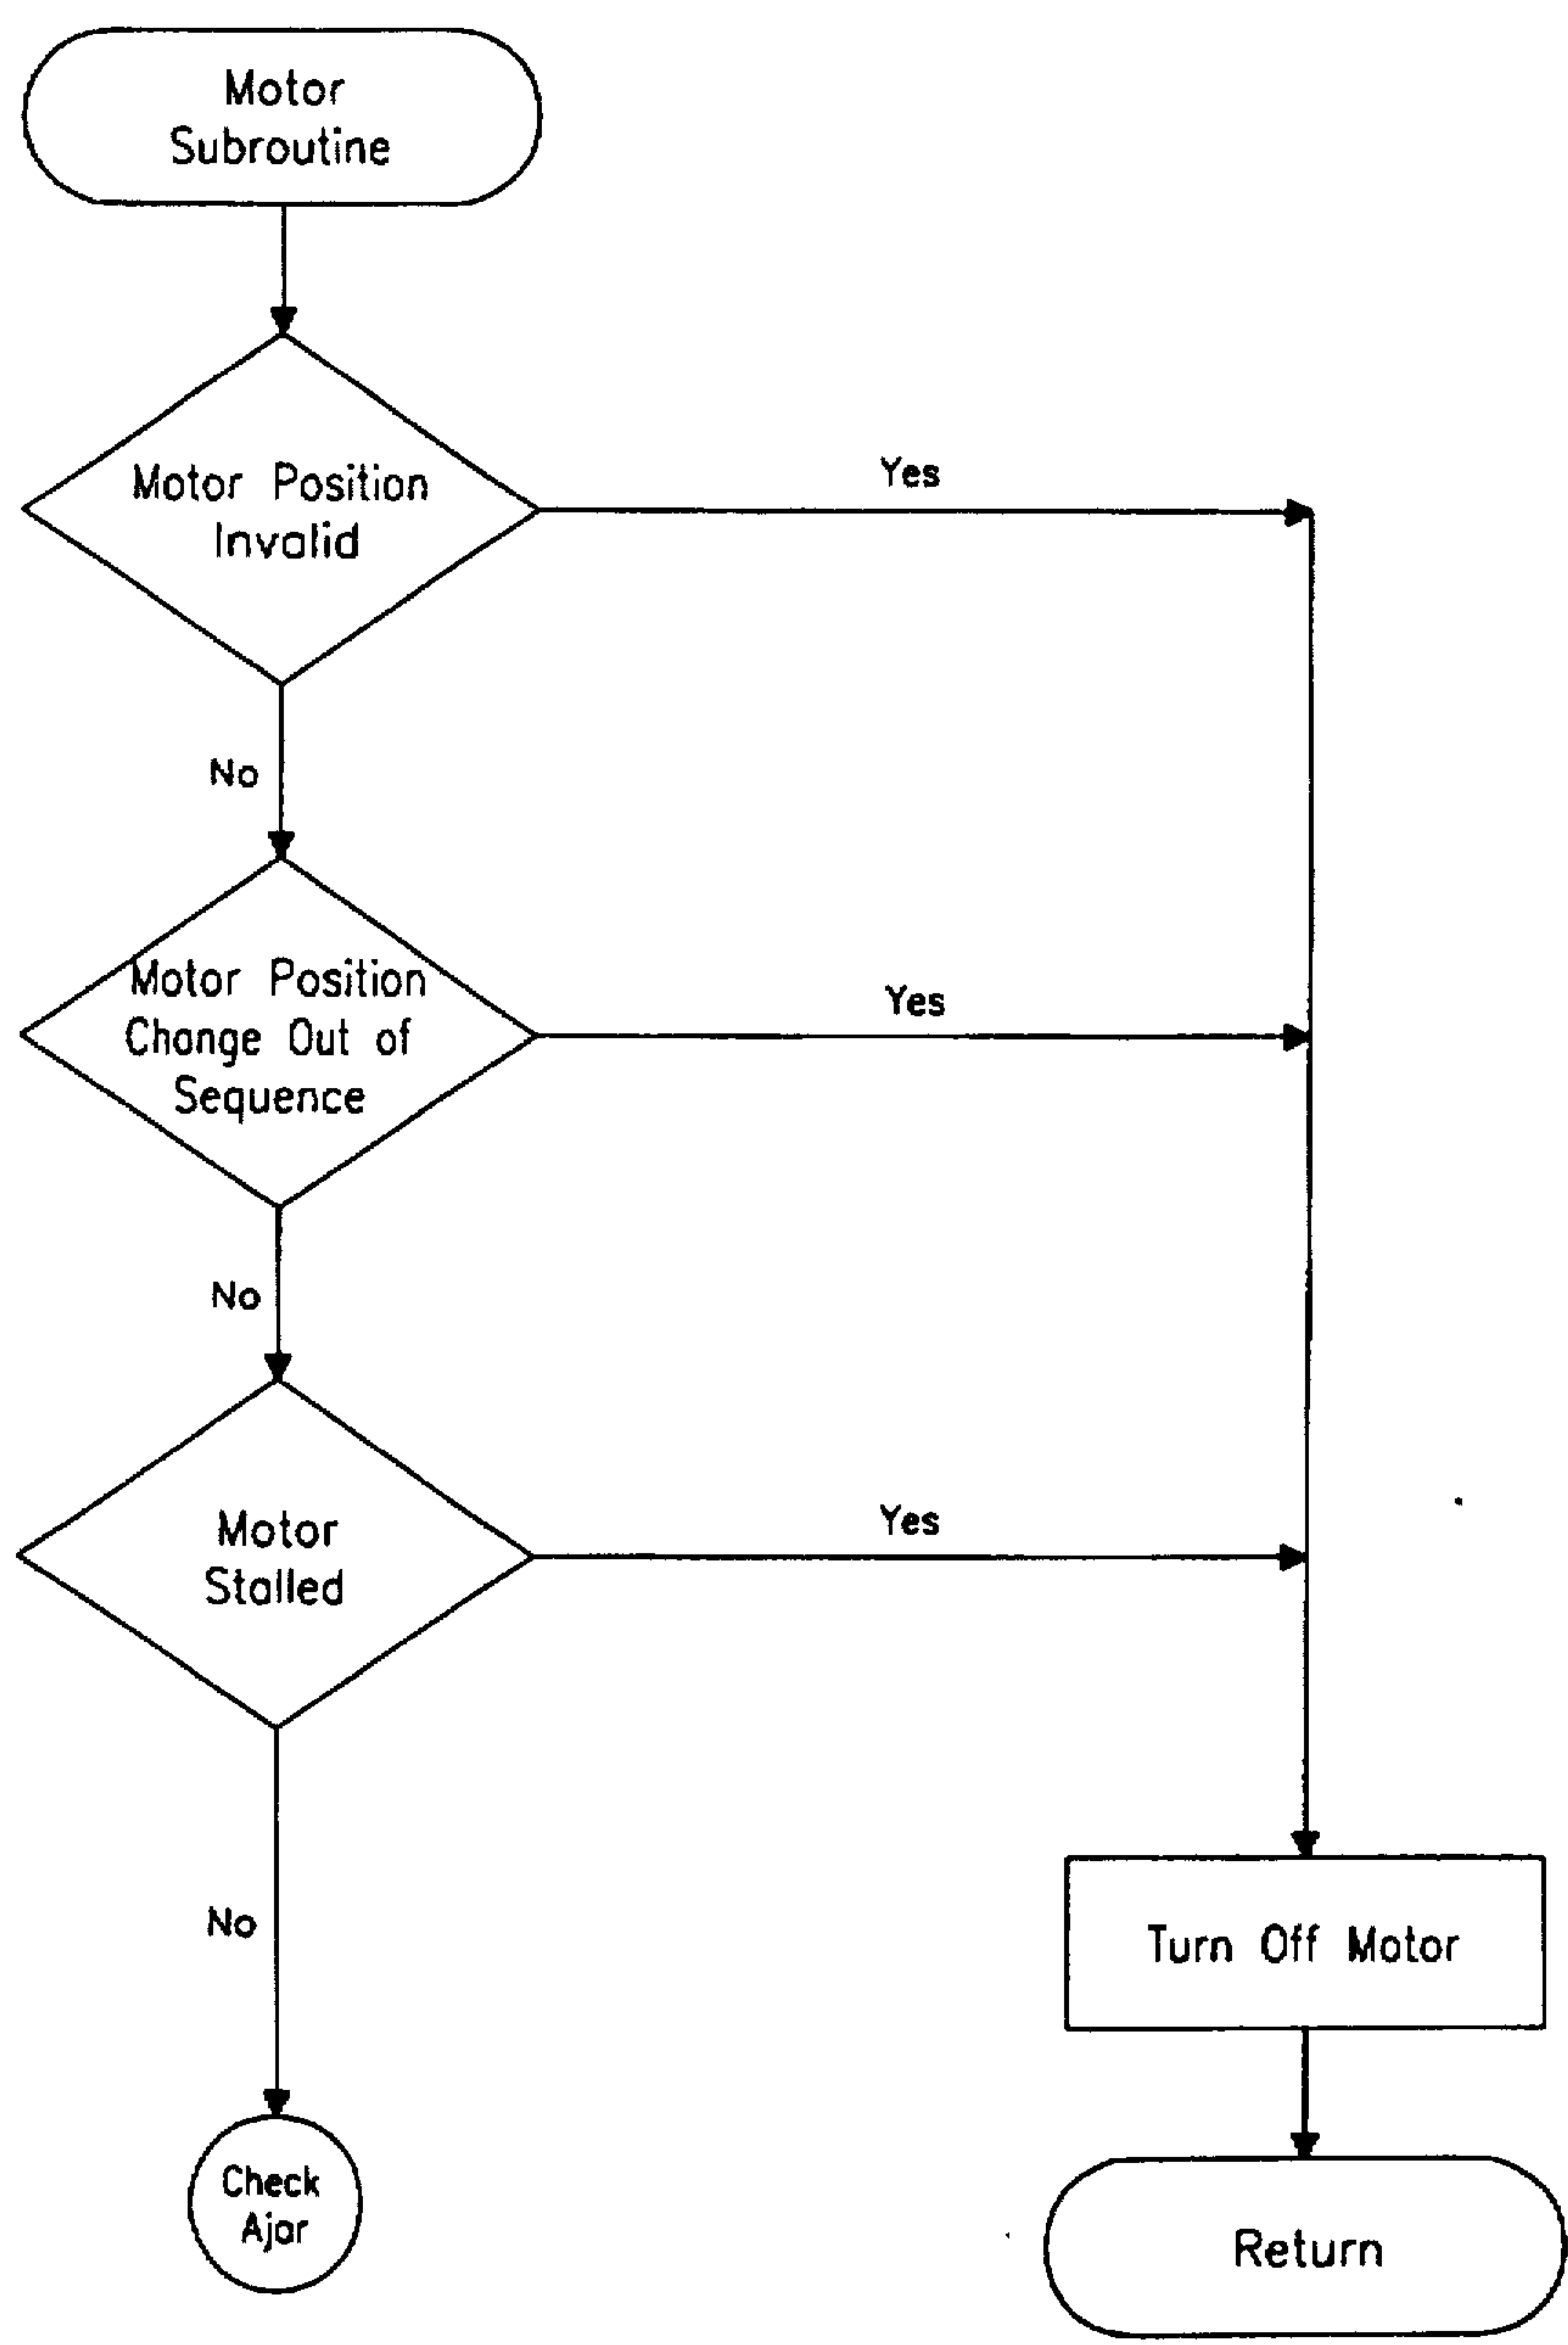 Motor
Subroutine
Motor Position
Invalid
Yes
No
Motor Position
Change Out of
Sequence
Yes
No
Motor
Stalled
Yes
No
Turn Off Motor
Check
Ajar
Return